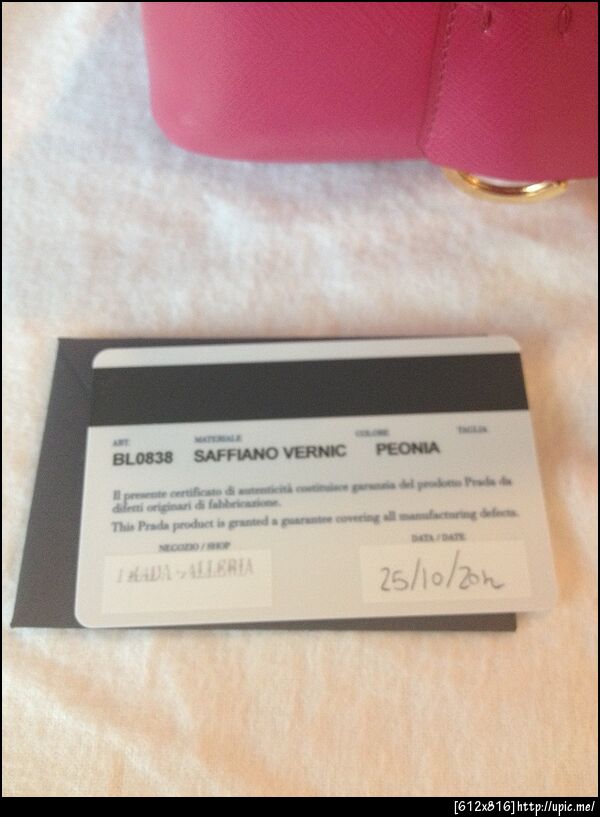 ART. MATERIALE COLORE TAGLIA
BL0838 SAFFIANO VERNIC PEONIA
Il presente certificato di autenticità costituisce garanzia del prodotto Prada da
difetti originari di fabbricazione.
This Prada product is granted a guarantee covering all manufacturing defects.
NEGOZIO / SHOP DATA / DATE
PRADA GALLERIA 25/10/2012
[612x816]http://upic.me/